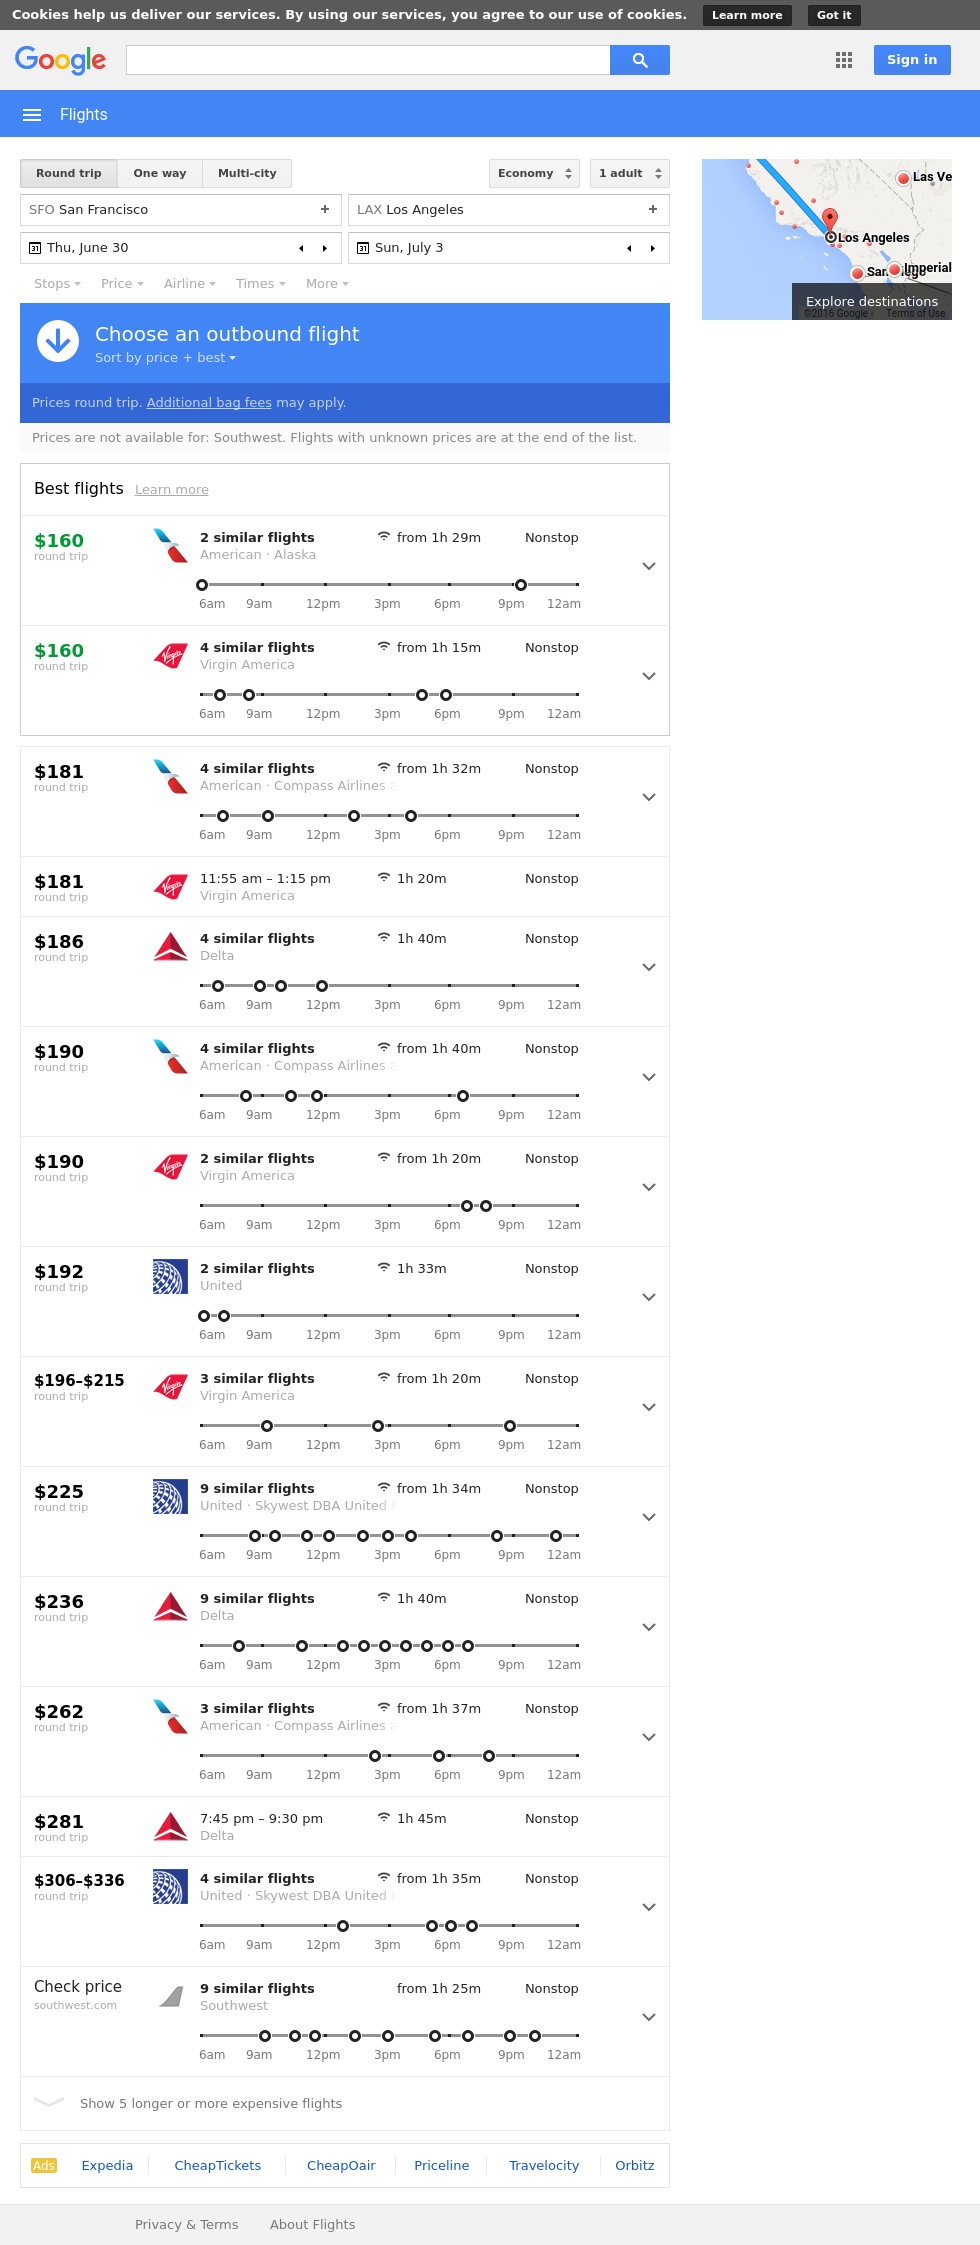 Cookies help us deliver our services. By using our services, you agree to our use of cookies. Learn more Got it
Google Sign in
Flights
Round trip One way Multi-city Economy 1 adult
SFO San Francisco + LAX Los Angeles +
31 Thu, June 30 31 Sun, July 3
Stops Price Airline Times More
Las Ve
Los Angeles
Imperial
Explore destinations
©2016 Google - Terms of Use
Choose an outbound flight
Sort by price + best
Prices round trip. Additional bag fees may apply.
Prices are not available for: Southwest. Flights with unknown prices are at the end of the list.
Best flights Learn more
$160 2 similar flights from 1h 29m Nonstop
round trip American · Alaska
6am 9am 12pm 3pm 6pm 9pm 12am
$160 Virgin 4 similar flights from 1h 15m Nonstop
round trip Virgin America
6am 9am 12pm 3pm 6pm 9pm 12am
$181 4 similar flights from 1h 32m Nonstop
round trip American · Compass Airlines a
6am 9am 12pm 3pm 6pm 9pm 12am
$181 Virgin 11:55 am – 1:15 pm 1h 20m Nonstop
round trip Virgin America
$186 4 similar flights 1h 40m Nonstop
round trip Delta
6am 9am 12pm 3pm 6pm 9pm 12am
$190 4 similar flights from 1h 40m Nonstop
round trip American · Compass Airlines a
6am 9am 12pm 3pm 6pm 9pm 12am
$190 Virgin 2 similar flights from 1h 20m Nonstop
round trip Virgin America
6am 9am 12pm 3pm 6pm 9pm 12am
$192 2 similar flights 1h 33m Nonstop
round trip United
6am 9am 12pm 3pm 6pm 9pm 12am
$196–$215 Virgin 3 similar flights from 1h 20m Nonstop
round trip Virgin America
6am 9am 12pm 3pm 6pm 9pm 12am
$225 9 similar flights from 1h 34m Nonstop
round trip United · Skywest DBA United E
6am 9am 12pm 3pm 6pm 9pm 12am
$236 9 similar flights 1h 40m Nonstop
round trip Delta
6am 9am 12pm 3pm 6pm 9pm 12am
$262 3 similar flights from 1h 37m Nonstop
round trip American · Compass Airlines a
6am 9am 12pm 3pm 6pm 9pm 12am
$281 7:45 pm – 9:30 pm 1h 45m Nonstop
round trip Delta
$306–$336 4 similar flights from 1h 35m Nonstop
round trip United · Skywest DBA United E
6am 9am 12pm 3pm 6pm 9pm 12am
Check price 9 similar flights from 1h 25m Nonstop
southwest.com Southwest
6am 9am 12pm 3pm 6pm 9pm 12am
Show 5 longer or more expensive flights
Ads Expedia CheapTickets CheapOair Priceline Travelocity Orbitz
Privacy & Terms About Flights